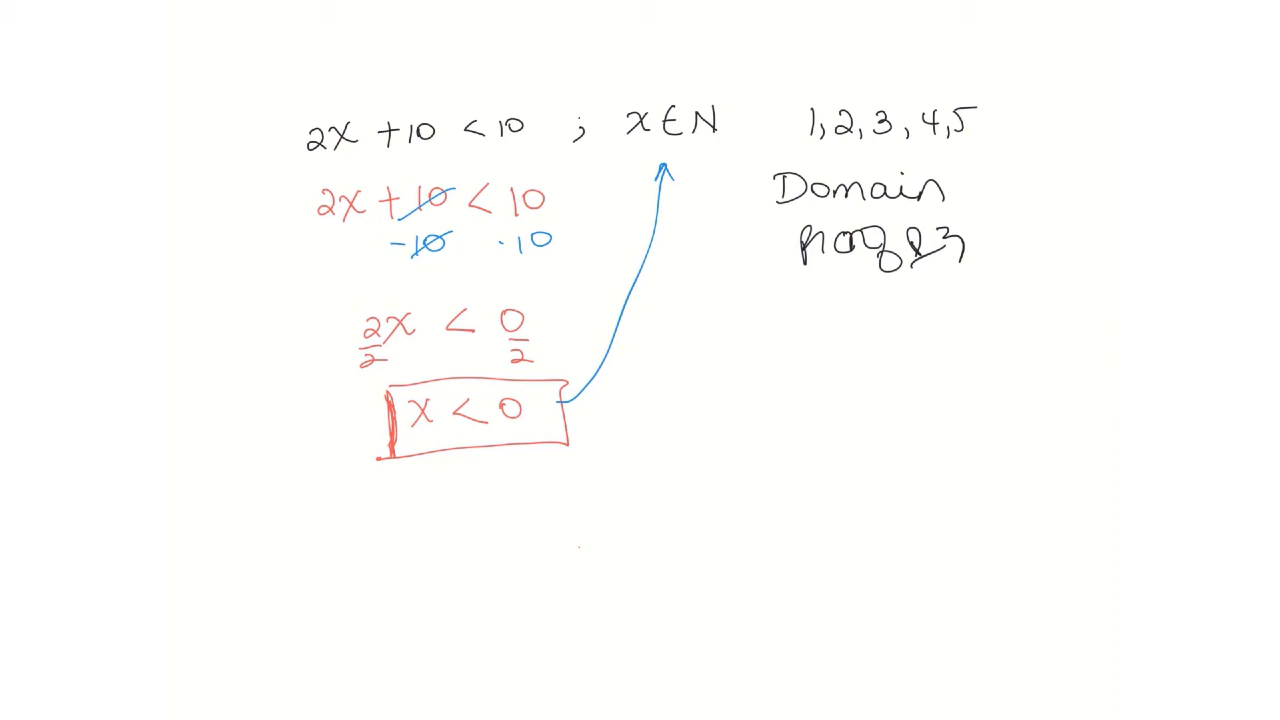 2x + 10 < 10 ; x ∈ N 1, 2, 3, 4, 5
2x + 10 < 10 Domain
-10 -10
2x < 0
2 2
x < 0